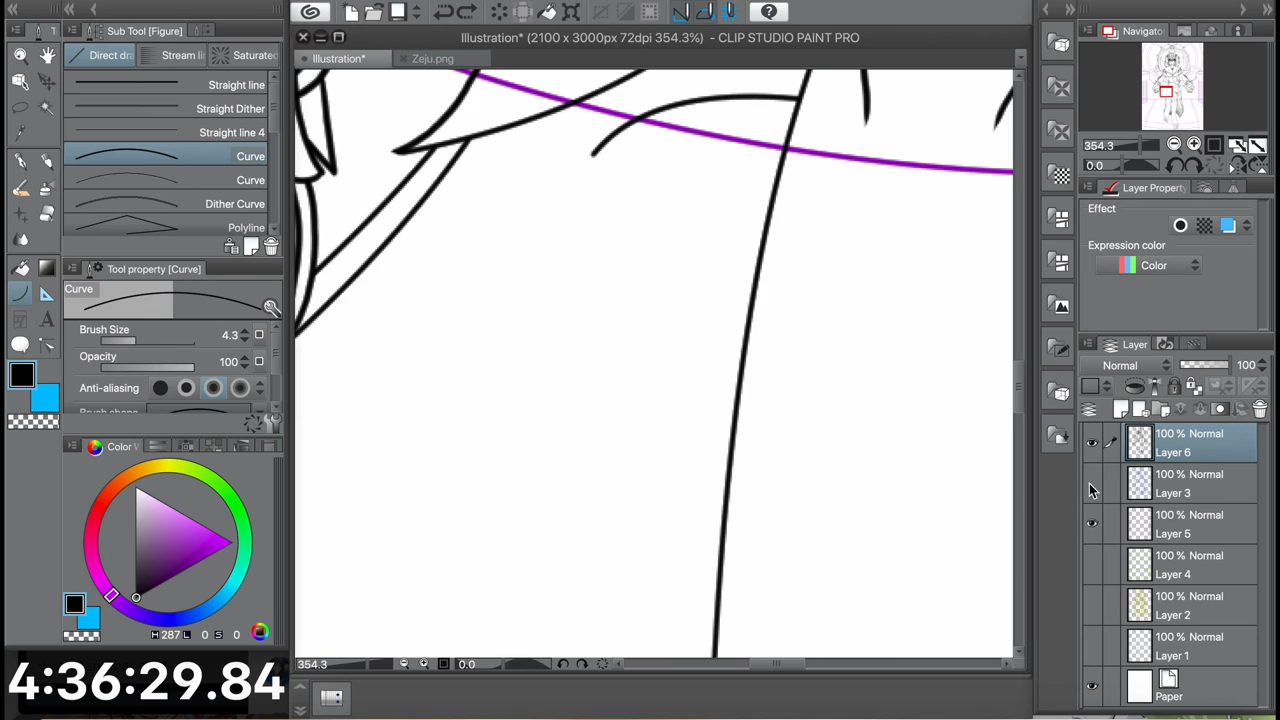 Sub Tool [Figure]
Navigato
Illustration* (2100 x 3000px 72dpi 354.3%) - CLIP STUDIO PAINT PRO
Direct dra
Stream li
Saturated
Illustration*
Zeju.png
Straight line
Straight Dither
Straight line 4
Curve
Curve
Dither Curve
Polyline
354.3
0.0
Layer Property
Effect
Expression color
Color
Tool property [Curve]
Curve
Brush Size
4.3
Opacity
100
Anti-aliasing
Brush shape
Layer
Normal
100
Color
100 % Normal
Layer 6
100 % Normal
Layer 3
100 % Normal
Layer 5
100 % Normal
Layer 4
100 % Normal
Layer 2
100 % Normal
Layer 1
Paper
H 287 L 0 S 0
354.3
0.0
4:36:29.84